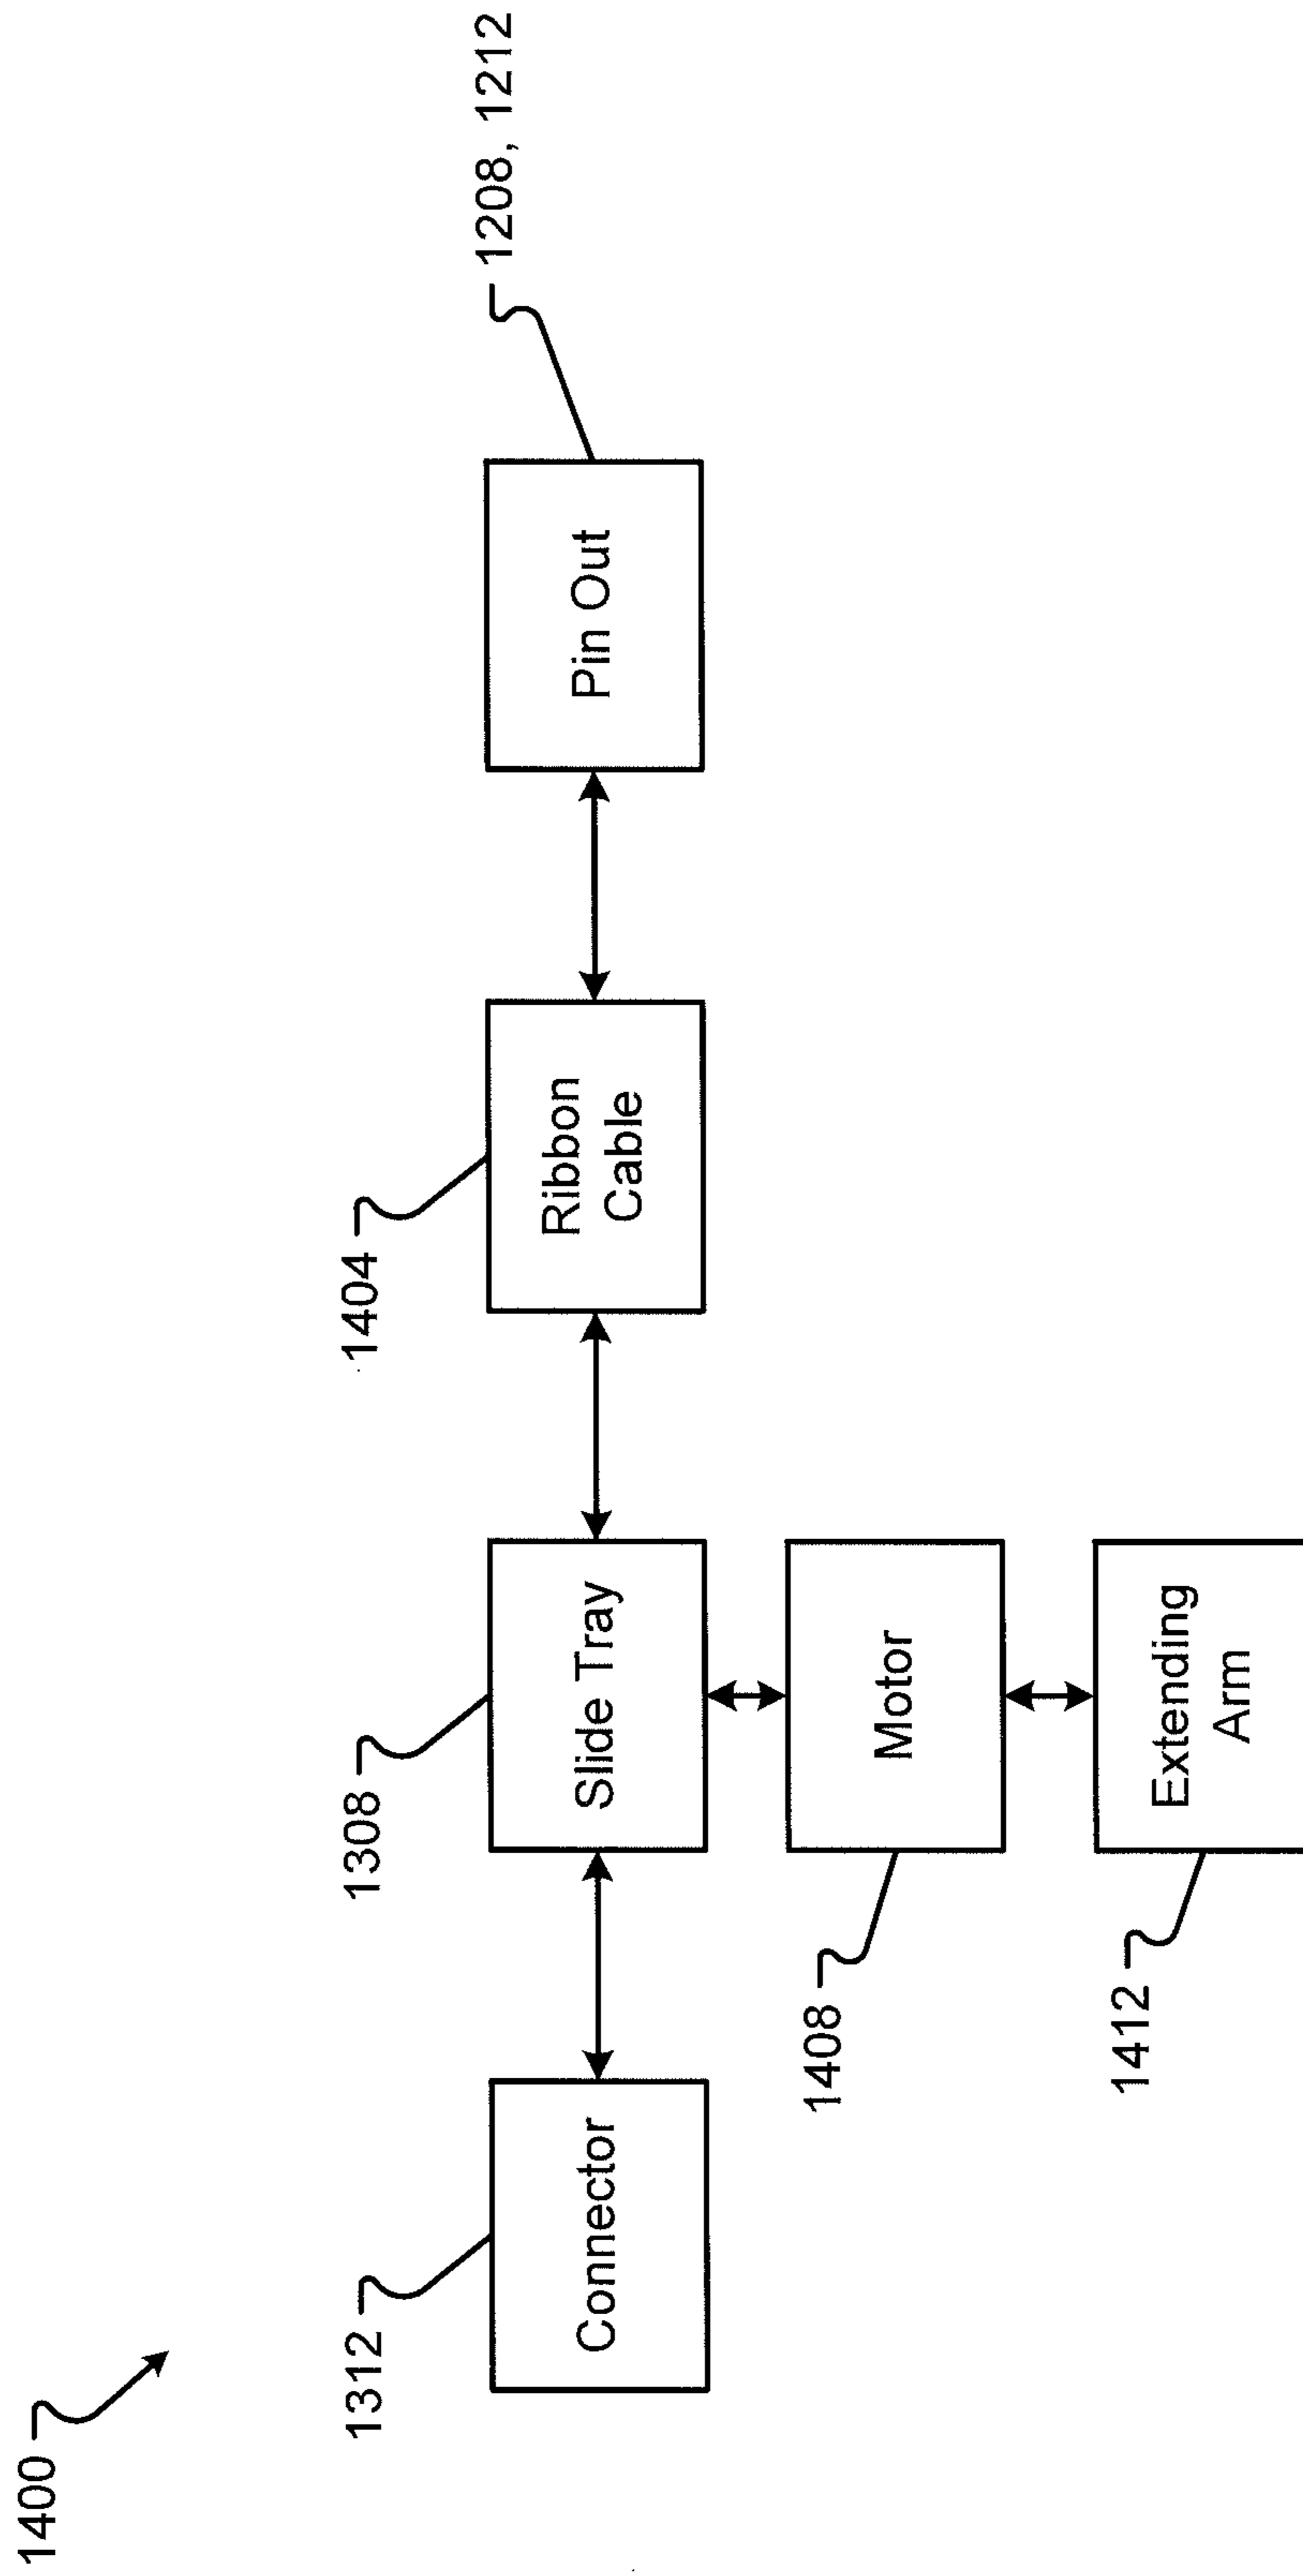 1400
1312
1308
1404
1208, 1212
Connector
Slide Tray
Ribbon
Cable
Pin Out
1408
Motor
1412
Extending
Arm